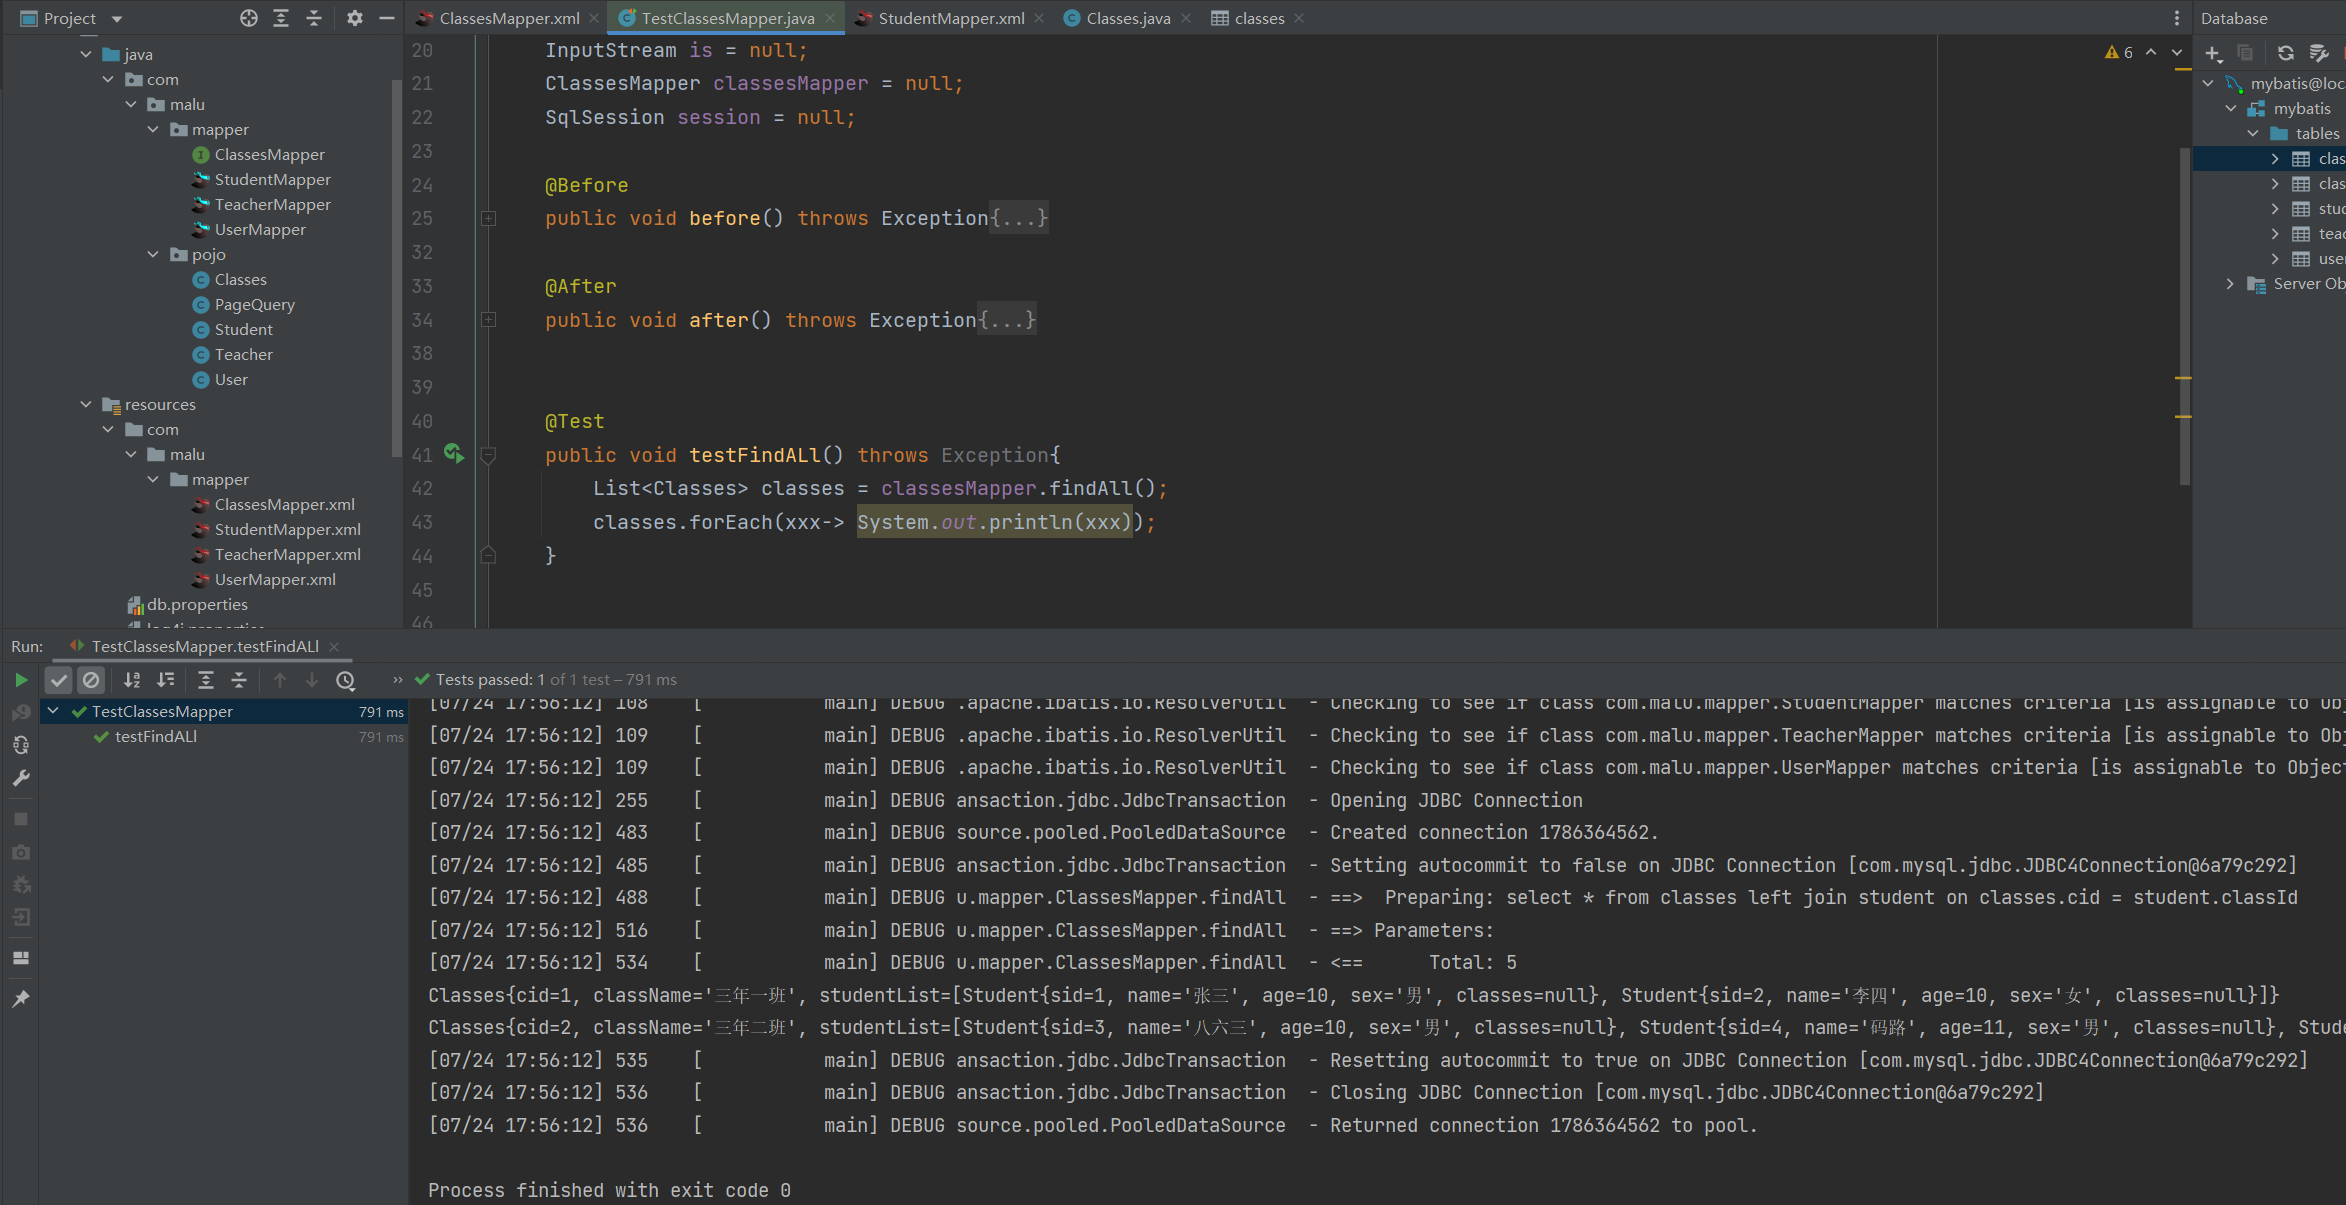 Project
ClassesMapper.xml
TestClassesMapper.java
StudentMapper.xml
Classes.java
classes
Database
java
com
malu
mapper
ClassesMapper
StudentMapper
TeacherMapper
UserMapper
pojo
Classes
PageQuery
Student
Teacher
User
resources
com
malu
mapper
ClassesMapper.xml
StudentMapper.xml
TeacherMapper.xml
UserMapper.xml
db.properties
log4j.properties
20 InputStream is = null;
21 ClassesMapper classesMapper = null;
22 SqlSession session = null;
23
24 @Before
25 public void before() throws Exception{...}
32
33 @After
34 public void after() throws Exception{...}
38
39
40 @Test
41 public void testFindALl() throws Exception{
42 List<Classes> classes = classesMapper.findAll();
43 classes.forEach(xxx-> System.out.println(xxx));
44 }
45
46
6
mybatis@loc
mybatis
tables
clas
clas
stud
teac
user
Server Ob
Run: TestClassesMapper.testFindALl
Tests passed: 1 of 1 test – 791 ms
TestClassesMapper 791 ms
testFindALl 791 ms
[07/24 17:56:12] 108 [ main] DEBUG .apache.ibatis.io.ResolverUtil - Checking to see if class com.malu.mapper.StudentMapper matches criteria [is assignable to Obj
[07/24 17:56:12] 109 [ main] DEBUG .apache.ibatis.io.ResolverUtil - Checking to see if class com.malu.mapper.TeacherMapper matches criteria [is assignable to Obj
[07/24 17:56:12] 109 [ main] DEBUG .apache.ibatis.io.ResolverUtil - Checking to see if class com.malu.mapper.UserMapper matches criteria [is assignable to Object
[07/24 17:56:12] 255 [ main] DEBUG ansaction.jdbc.JdbcTransaction - Opening JDBC Connection
[07/24 17:56:12] 483 [ main] DEBUG source.pooled.PooledDataSource - Created connection 1786364562.
[07/24 17:56:12] 485 [ main] DEBUG ansaction.jdbc.JdbcTransaction - Setting autocommit to false on JDBC Connection [com.mysql.jdbc.JDBC4Connection@6a79c292]
[07/24 17:56:12] 488 [ main] DEBUG u.mapper.ClassesMapper.findAll - ==> Preparing: select * from classes left join student on classes.cid = student.classId
[07/24 17:56:12] 516 [ main] DEBUG u.mapper.ClassesMapper.findAll - ==> Parameters:
[07/24 17:56:12] 534 [ main] DEBUG u.mapper.ClassesMapper.findAll - <== Total: 5
Classes{cid=1, className='三年一班', studentList=[Student{sid=1, name='张三', age=10, sex='男', classes=null}, Student{sid=2, name='李四', age=10, sex='女', classes=null}]}
Classes{cid=2, className='三年二班', studentList=[Student{sid=3, name='八六三', age=10, sex='男', classes=null}, Student{sid=4, name='码路', age=11, sex='男', classes=null}, Stude
[07/24 17:56:12] 535 [ main] DEBUG ansaction.jdbc.JdbcTransaction - Resetting autocommit to true on JDBC Connection [com.mysql.jdbc.JDBC4Connection@6a79c292]
[07/24 17:56:12] 536 [ main] DEBUG ansaction.jdbc.JdbcTransaction - Closing JDBC Connection [com.mysql.jdbc.JDBC4Connection@6a79c292]
[07/24 17:56:12] 536 [ main] DEBUG source.pooled.PooledDataSource - Returned connection 1786364562 to pool.
Process finished with exit code 0